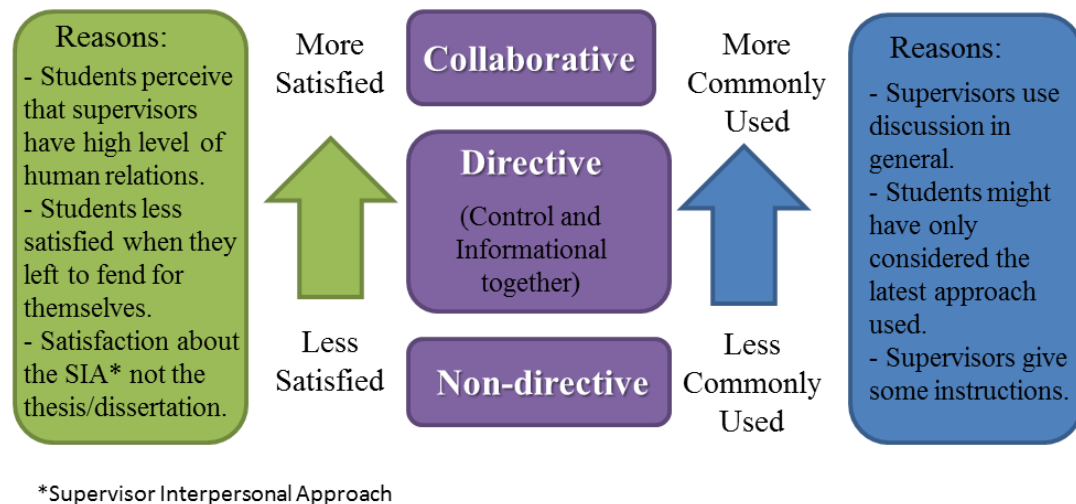 Reasons:
- Students perceive
that supervisors
have high level of
human relations.
- Students less
satisfied when they
left to fend for
themselves.
- Satisfaction about
the SIA* not the
thesis/dissertation.
More
Satisfied
Less
Satisfied
Collaborative
Directive
(Control and
Informational
together)
Non-directive
More
Commonly
Used
Less
Commonly
Used
Reasons:
- Supervisors use
discussion in
general.
- Students might
have only
considered the
latest approach
used.
- Supervisors give
some instructions.
*Supervisor Interpersonal Approach